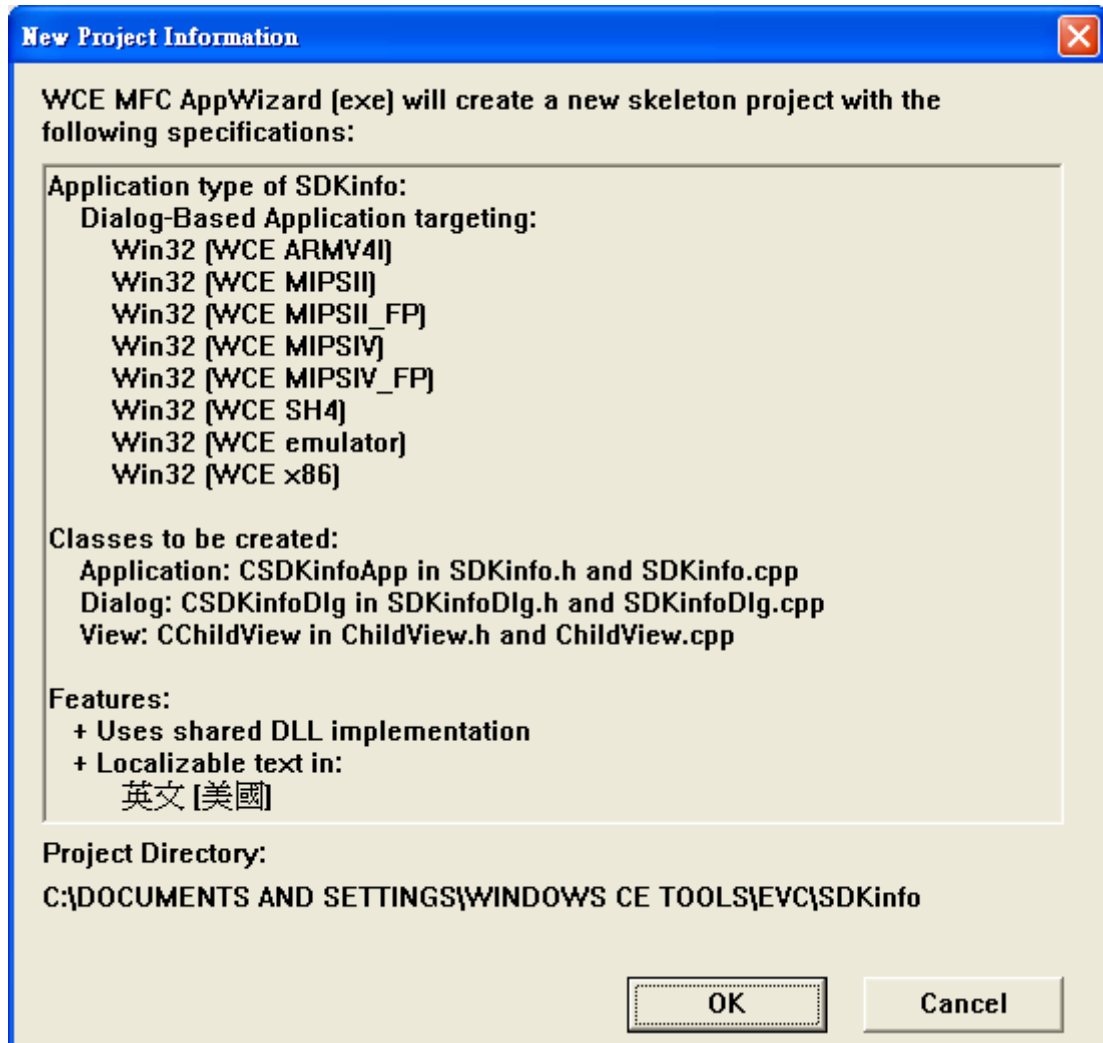 New Project Information
WCE MFC AppWizard (exe) will create a new skeleton project with the
following specifications:
Application type of SDKinfo:
Dialog-Based Application targeting:
Win32 (WCE ARMV4I)
Win32 (WCE MIPSII)
Win32 (WCE MIPSII_FP)
Win32 (WCE MIPSIV)
Win32 (WCE MIPSIV_FP)
Win32 (WCE SH4)
Win32 (WCE emulator)
Win32 (WCE x86)
Classes to be created:
Application: CSDKinfoApp in SDKinfo.h and SDKinfo.cpp
Dialog: CSDKinfoDlg in SDKinfoDlg.h and SDKinfoDlg.cpp
View: CChildView in ChildView.h and ChildView.cpp
Features:
+ Uses shared DLL implementation
+ Localizable text in:
英文 [美國]
Project Directory:
C:\DOCUMENTS AND SETTINGS\WINDOWS CE TOOLS\EVC\SDKinfo
OK Cancel